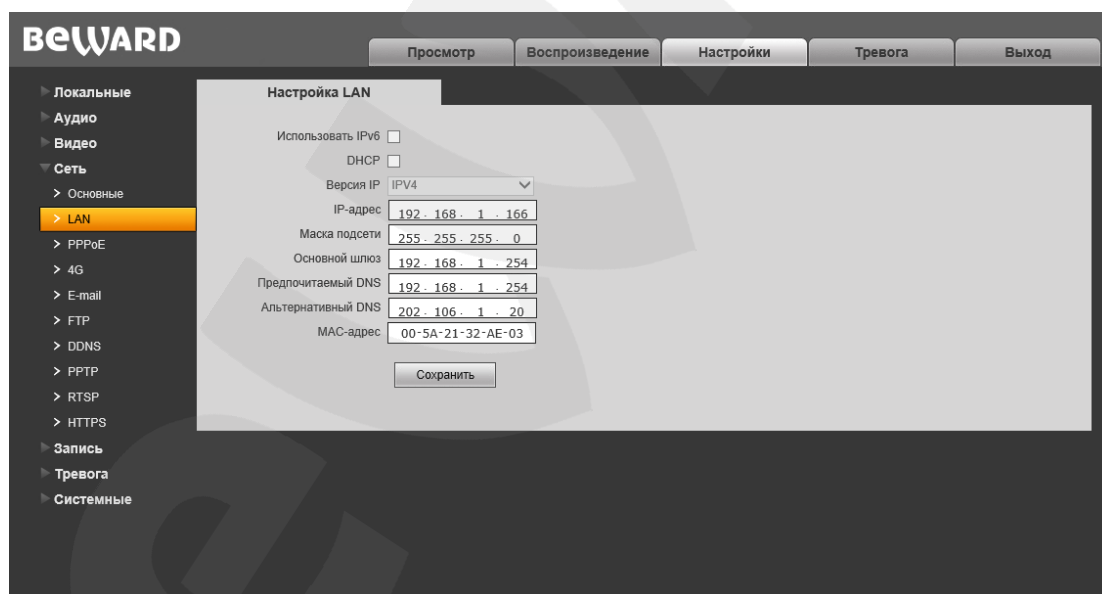 BEWARD
Просмотр Воспроизведение Настройки Тревога Выход
Локальные
Аудио
Видео
Сеть
Основные
LAN
PPPoE
4G
E-mail
FTP
DDNS
PPTP
RTSP
HTTPS
Запись
Тревога
Системные
Настройка LAN
Использовать IPv6
DHCP
Версия IP IPV4
IP-адрес 192 . 168 . 1 . 166
Маска подсети 255 . 255 . 255 . 0
Основной шлюз 192 . 168 . 1 . 254
Предпочитаемый DNS 192 . 168 . 1 . 254
Альтернативный DNS 202 . 106 . 1 . 20
MAC-адрес 00-5A-21-32-AE-03
Сохранить